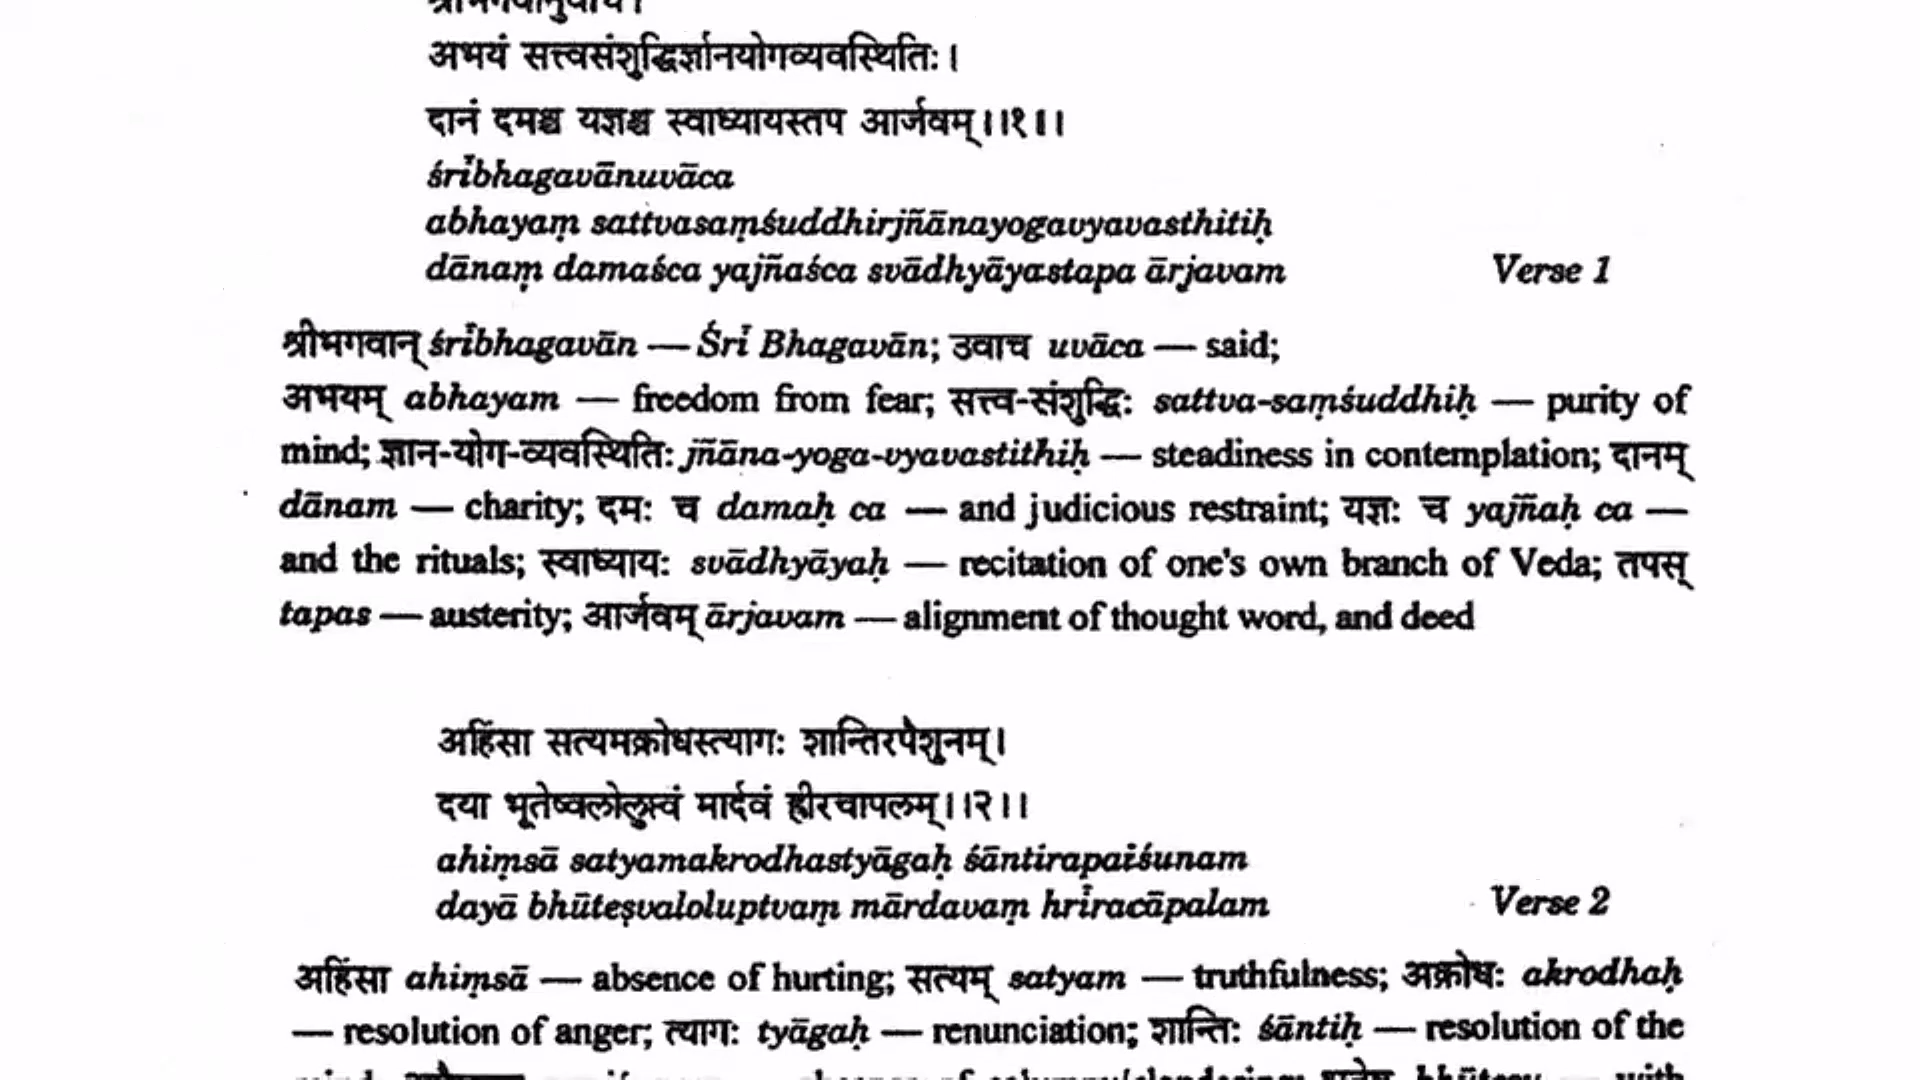 श्रीभगवानुवाच।
अभयं सत्त्वसंशुद्धिर्ज्ञानयोगव्यवस्थितिः।
दानं दमश्च यज्ञश्च स्वाध्यायस्तप आर्जवम्।।१।।
śrībhagavānuvāca
abhayaṃ sattvasaṃśuddhirjñānayogavyavasthitiḥ
dānaṃ damaśca yajñaśca svādhyāyastapa ārjavam Verse 1
श्रीभगवान् śrībhagavān — Śrī Bhagavān; उवाच uvāca — said;
अभयम् abhayam — freedom from fear; सत्त्व-संशुद्धिः sattva-saṃśuddhiḥ — purity of
mind; ज्ञान-योग-व्यवस्थितिः jñāna-yoga-vyavastithiḥ — steadiness in contemplation; दानम्
dānam — charity; दमः च damaḥ ca — and judicious restraint; यज्ञः च yajñaḥ ca —
and the rituals; स्वाध्यायः svādhyāyaḥ — recitation of one's own branch of Veda; तपस्
tapas — austerity; आर्जवम् ārjavam — alignment of thought word, and deed
अहिंसा सत्यमक्रोधस्त्यागः शान्तिरपैशुनम्।
दया भूतेष्वलोलुप्त्वं मार्दवं ह्रीरचापलम्।।२।।
ahiṃsā satyamakrodhastyāgaḥ śāntirapaiśunam
dayā bhūteṣvaloluptvaṃ mārdavaṃ hrīracāpalam Verse 2
अहिंसा ahiṃsā — absence of hurting; सत्यम् satyam — truthfulness; अक्रोधः akrodhaḥ
— resolution of anger; त्यागः tyāgaḥ — renunciation; शान्तिः śāntiḥ — resolution of the